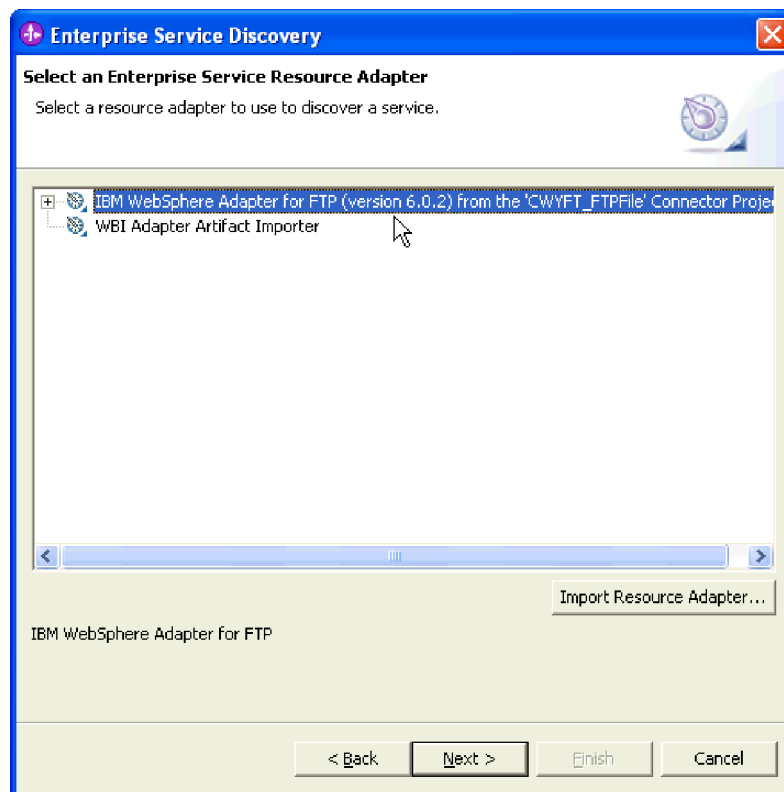 Enterprise Service Discovery
Select an Enterprise Service Resource Adapter
Select a resource adapter to use to discover a service.
IBM WebSphere Adapter for FTP (version 6.0.2) from the 'CWYFT_FTPFile' Connector
WBI Adapter Artifact Importer
Import Resource Adapter...
IBM WebSphere Adapter for FTP
< Back
Next >
Finish
Cancel